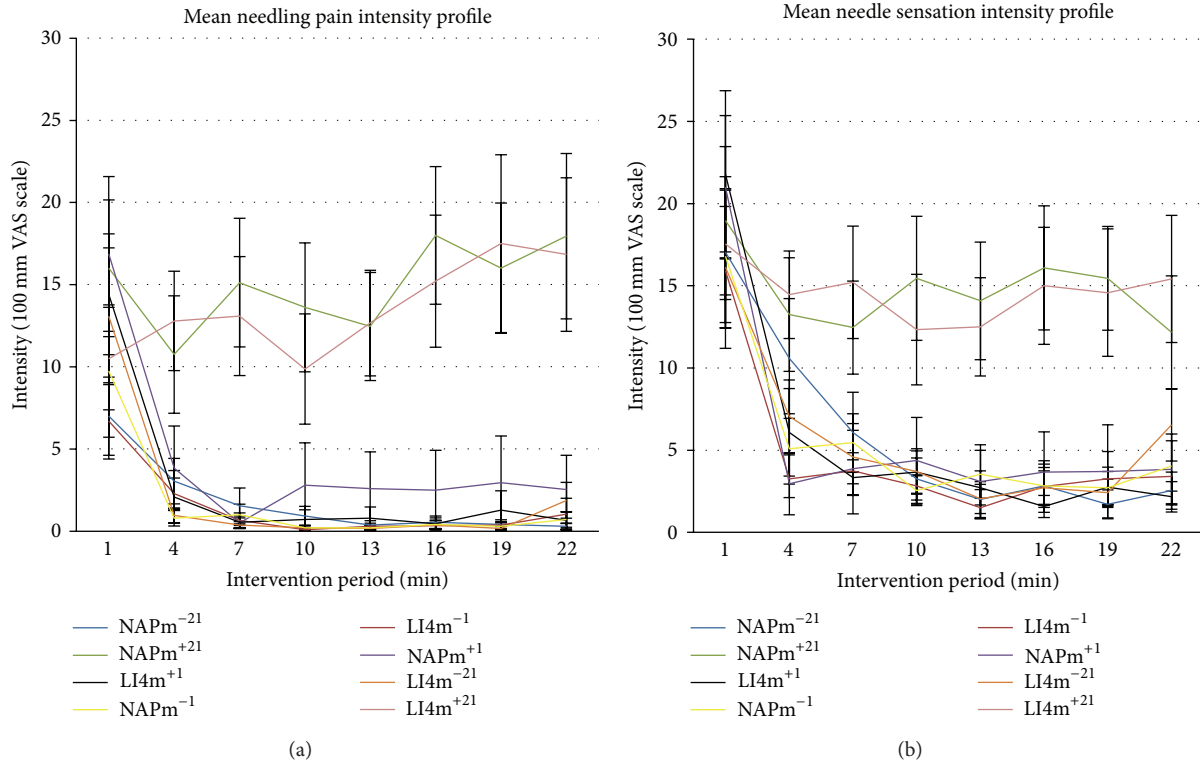 Mean needling pain intensity profile
30
25
20
15
10
5
0
Intensity (100 mm VAS scale)
1 4 7 10 13 16 19 22
Intervention period (min)
NAPm⁻²¹
NAPm⁺²¹
LI4m⁺¹
NAPm⁻¹
LI4m⁻¹
NAPm⁺¹
LI4m⁻²¹
LI4m⁺²¹
(a)
Mean needle sensation intensity profile
30
25
20
15
10
5
0
Intensity (100 mm VAS scale)
1 4 7 10 13 16 19 22
Intervention period (min)
NAPm⁻²¹
NAPm⁺²¹
LI4m⁺¹
NAPm⁻¹
LI4m⁻¹
NAPm⁺¹
LI4m⁻²¹
LI4m⁺²¹
(b)